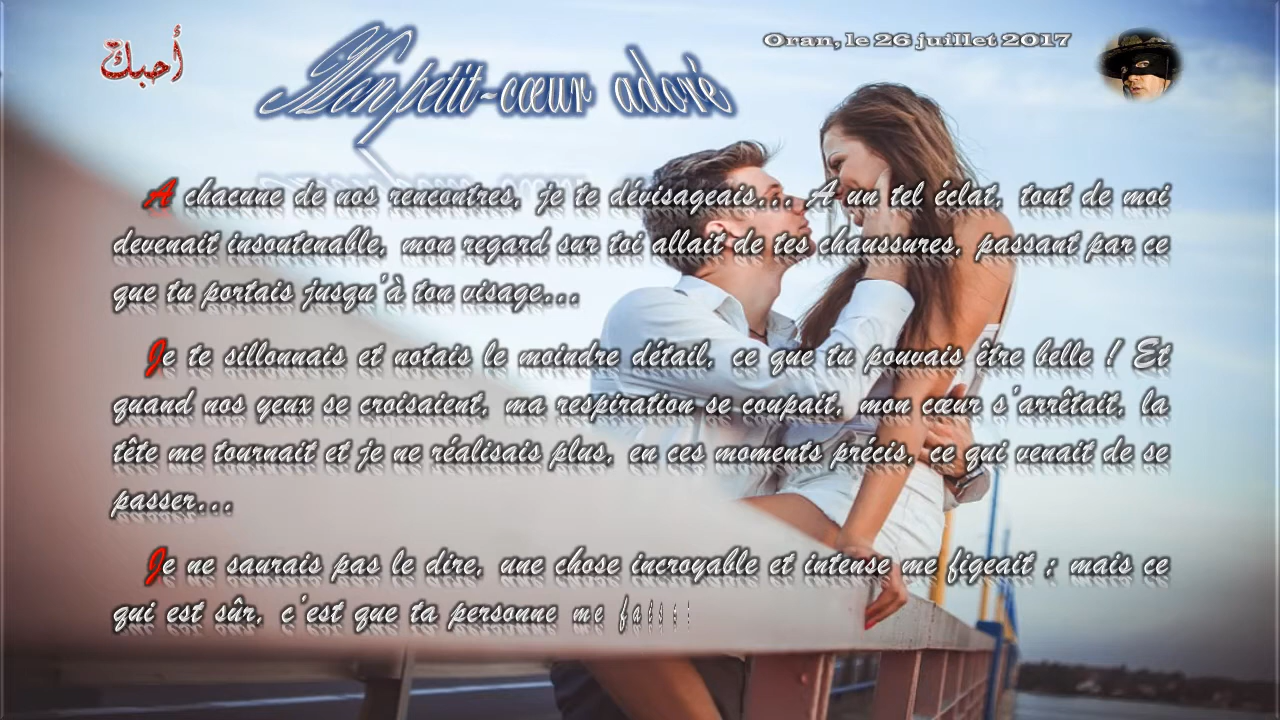 أحبك
Mon petit-cœur adoré
Oran, le 26 juillet 2017
A chacune de nos rencontres, je te dévisageais... A un tel éclat, tout de moi
devenait insoutenable, mon regard sur toi allait de tes chaussures, passant par ce
que tu portais jusqu'à ton visage...
Je te sillonnais et notais le moindre détail, ce que tu pouvais être belle ! Et
quand nos yeux se croisaient, ma respiration se coupait, mon cœur s'arrêtait, la
tête me tournait et je ne réalisais plus, en ces moments précis, ce qui venait de se
passer...
Je ne saurais pas le dire, une chose incroyable et intense me figeait ; mais ce
qui est sûr, c'est que ta personne me